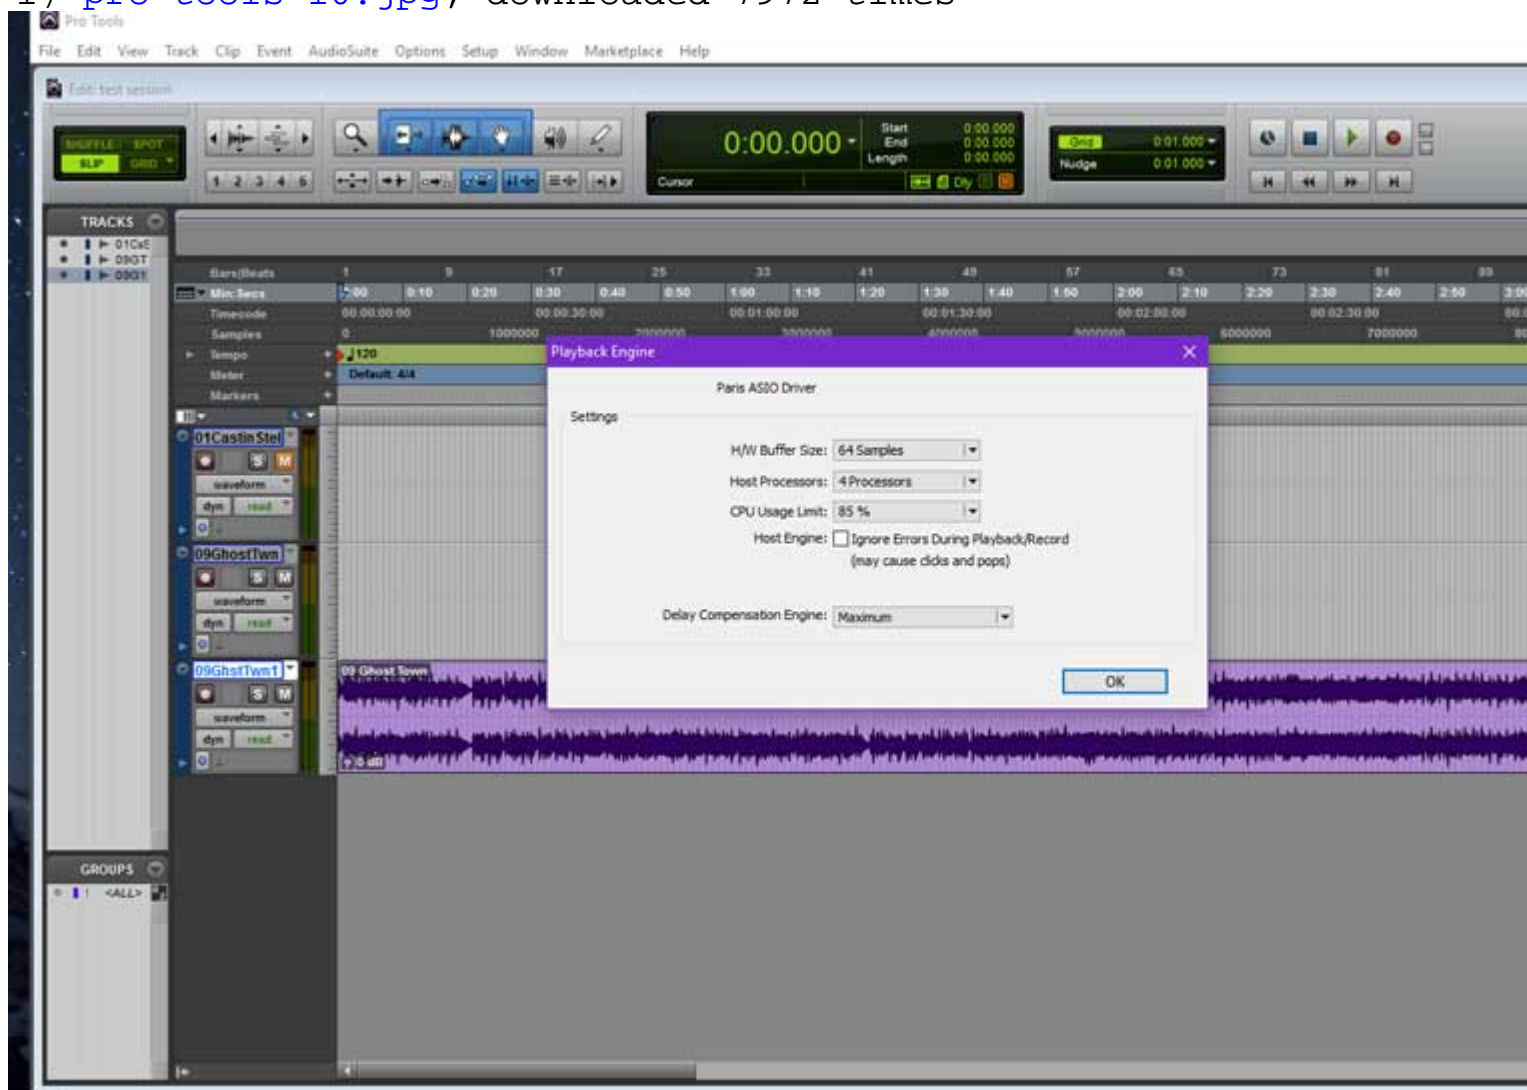 1) pro tools 10.jpg, downloaded 7972 times
Pro Tools
File Edit View Track Clip Event AudioSuite Options Setup Window Marketplace Help
Edit: test session
SHUFFLE SPOT
SLIP GRID
1 2 3 4 5
0:00.000
Start 0:00.000
End 0:00.000
Length 0:00.000
Cursor
Dly
Grid 0:01.000
Nudge 0:01.000
TRACKS
01CsS
09GT
09G1
Bars|Beats 1 9 17 25 33 41 49 57 65 73 81 89
Min:Secs 0:00 0:10 0:20 0:30 0:40 0:50 1:00 1:10 1:20 1:30 1:40 1:50 2:00 2:10 2:20 2:30 2:40 2:50 3:00
Timecode 00:00:00:00 00:00:30:00 00:01:00:00 00:01:30:00 00:02:00:00 00:02:30:00
Samples 0 1000000 2000000 3000000 4000000 5000000 6000000 7000000
Tempo 120
Meter Default: 4/4
Markers
Playback Engine
Paris ASIO Driver
Settings
H/W Buffer Size: 64 Samples
Host Processors: 4 Processors
CPU Usage Limit: 85 %
Host Engine: Ignore Errors During Playback/Record
(may cause clicks and pops)
Delay Compensation Engine: Maximum
OK
01CastinStel
S M
waveform
dyn read
09GhostTwn
S M
waveform
dyn read
09GhstTwn1
S M
waveform
dyn read
09 Ghost Town
0 dB
GROUPS
! <ALL>